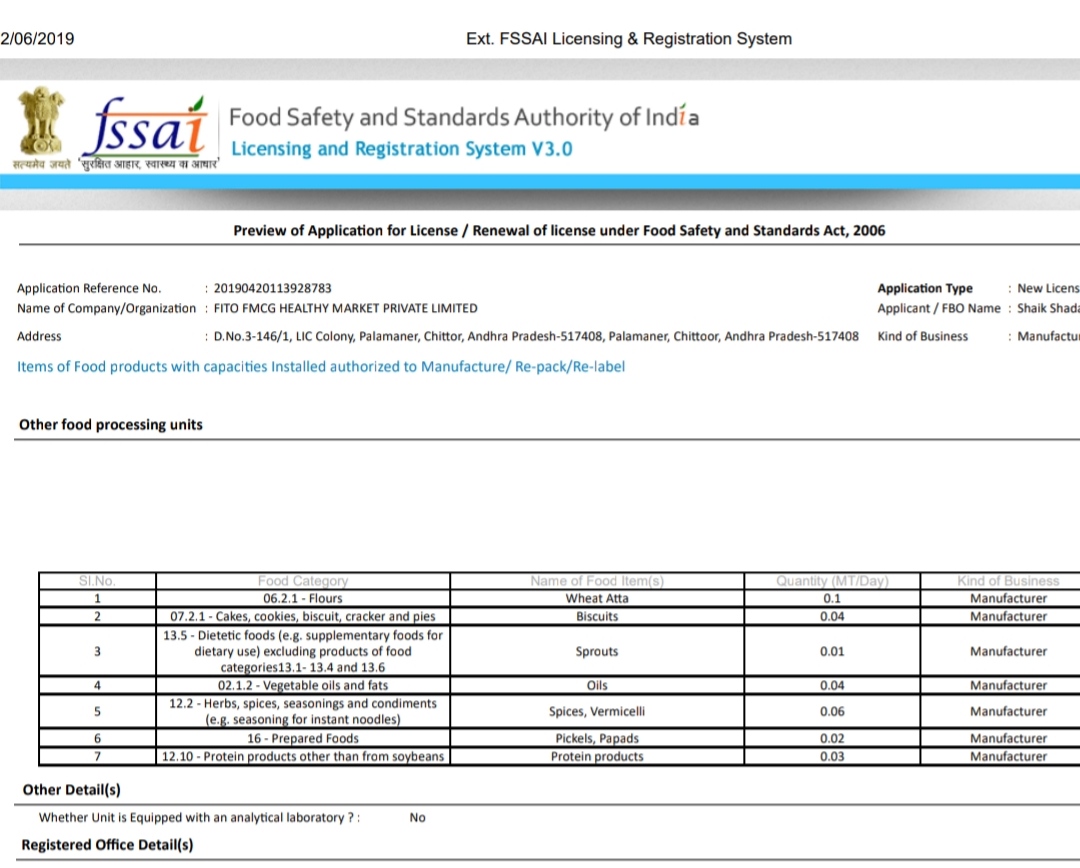 2/06/2019 Ext. FSSAI Licensing & Registration System
fssai
Food Safety and Standards Authority of India
Licensing and Registration System V3.0
सत्यमेव जयते 'सुरक्षित आहार, स्वास्थ्य का आधार'
Preview of Application for License / Renewal of license under Food Safety and Standards Act, 2006
Application Reference No. : 20190420113928783 Application Type : New Licens
Name of Company/Organization : FITO FMCG HEALTHY MARKET PRIVATE LIMITED Applicant / FBO Name : Shaik Shada
Address : D.No.3-146/1, LIC Colony, Palamaner, Chittor, Andhra Pradesh-517408, Palamaner, Chittoor, Andhra Pradesh-517408 Kind of Business : Manufactu
Items of Food products with capacities Installed authorized to Manufacture/ Re-pack/Re-label
Other food processing units
Sl.No. Food Category Name of Food Item(s) Quantity (MT/Day) Kind of Business
1 06.2.1 - Flours Wheat Atta 0.1 Manufacturer
2 07.2.1 - Cakes, cookies, biscuit, cracker and pies Biscuits 0.04 Manufacturer
13.5 - Dietetic foods (e.g. supplementary foods for
3 dietary use) excluding products of food Sprouts 0.01 Manufacturer
categories13.1- 13.4 and 13.6
4 02.1.2 - Vegetable oils and fats Oils 0.04 Manufacturer
12.2 - Herbs, spices, seasonings and condiments
5 (e.g. seasoning for instant noodles) Spices, Vermicelli 0.06 Manufacturer
6 16 - Prepared Foods Pickels, Papads 0.02 Manufacturer
7 12.10 - Protein products other than from soybeans Protein products 0.03 Manufacturer
Other Detail(s)
Whether Unit is Equipped with an analytical laboratory ? : No
Registered Office Detail(s)